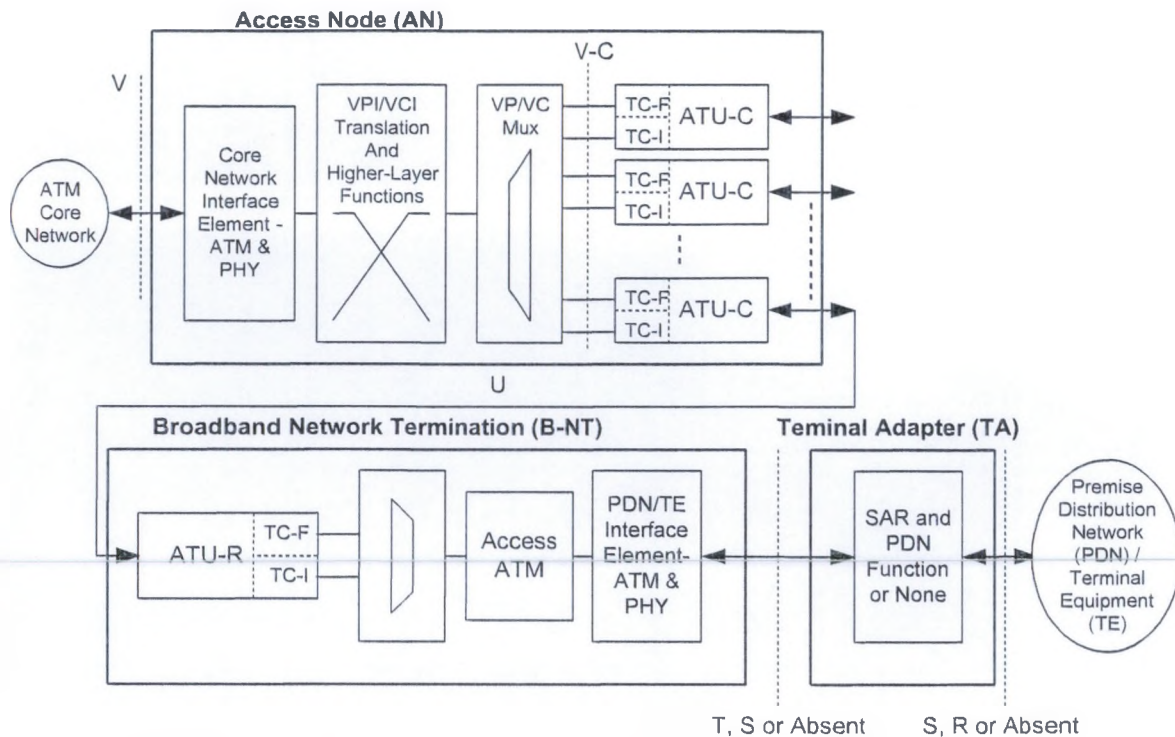 Access Node (AN)
V
V-C
ATM
Core
Network
Core
Network
Interface
Element -
ATM &
PHY
VPI/VCI
Translation
And
Higher-Layer
Functions
VP/VC
Mux
TC-F
TC-I
ATU-C
TC-F
TC-I
ATU-C
TC-F
TC-I
ATU-C
U
Broadband Network Termination (B-NT)
Teminal Adapter (TA)
ATU-R
TC-F
TC-I
Access
ATM
PDN/TE
Interface
Element-
ATM &
PHY
SAR and
PDN
Function
or None
Premise
Distribution
Network
(PDN) /
Terminal
Equipment
(TE)
T, S or Absent
S, R or Absent